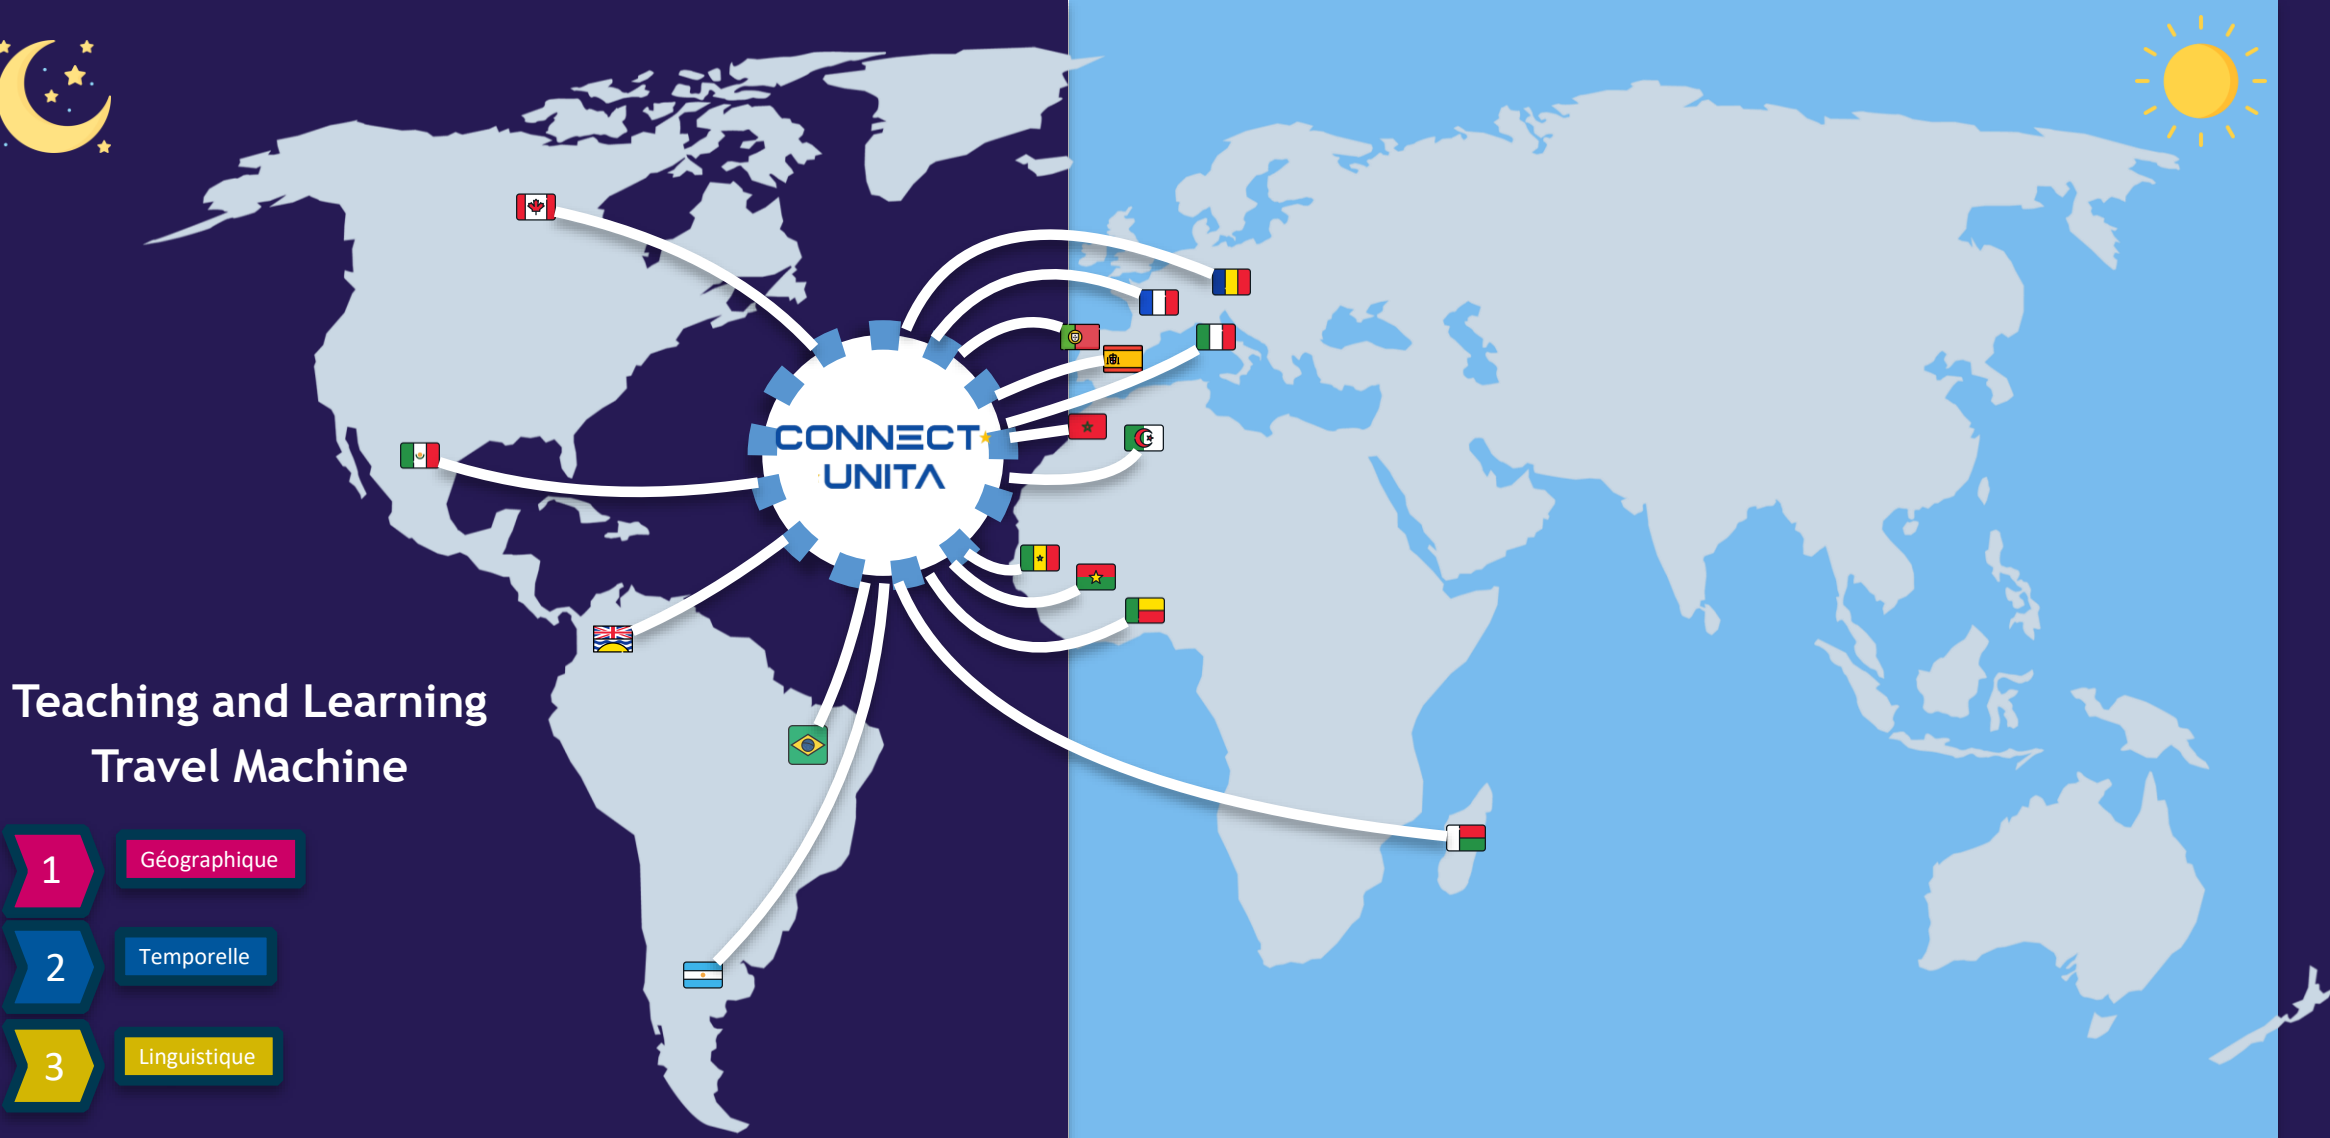 CONNECT
UNITA
Teaching and Learning
Travel Machine
1
Géographique
2
Temporelle
3
Linguistique